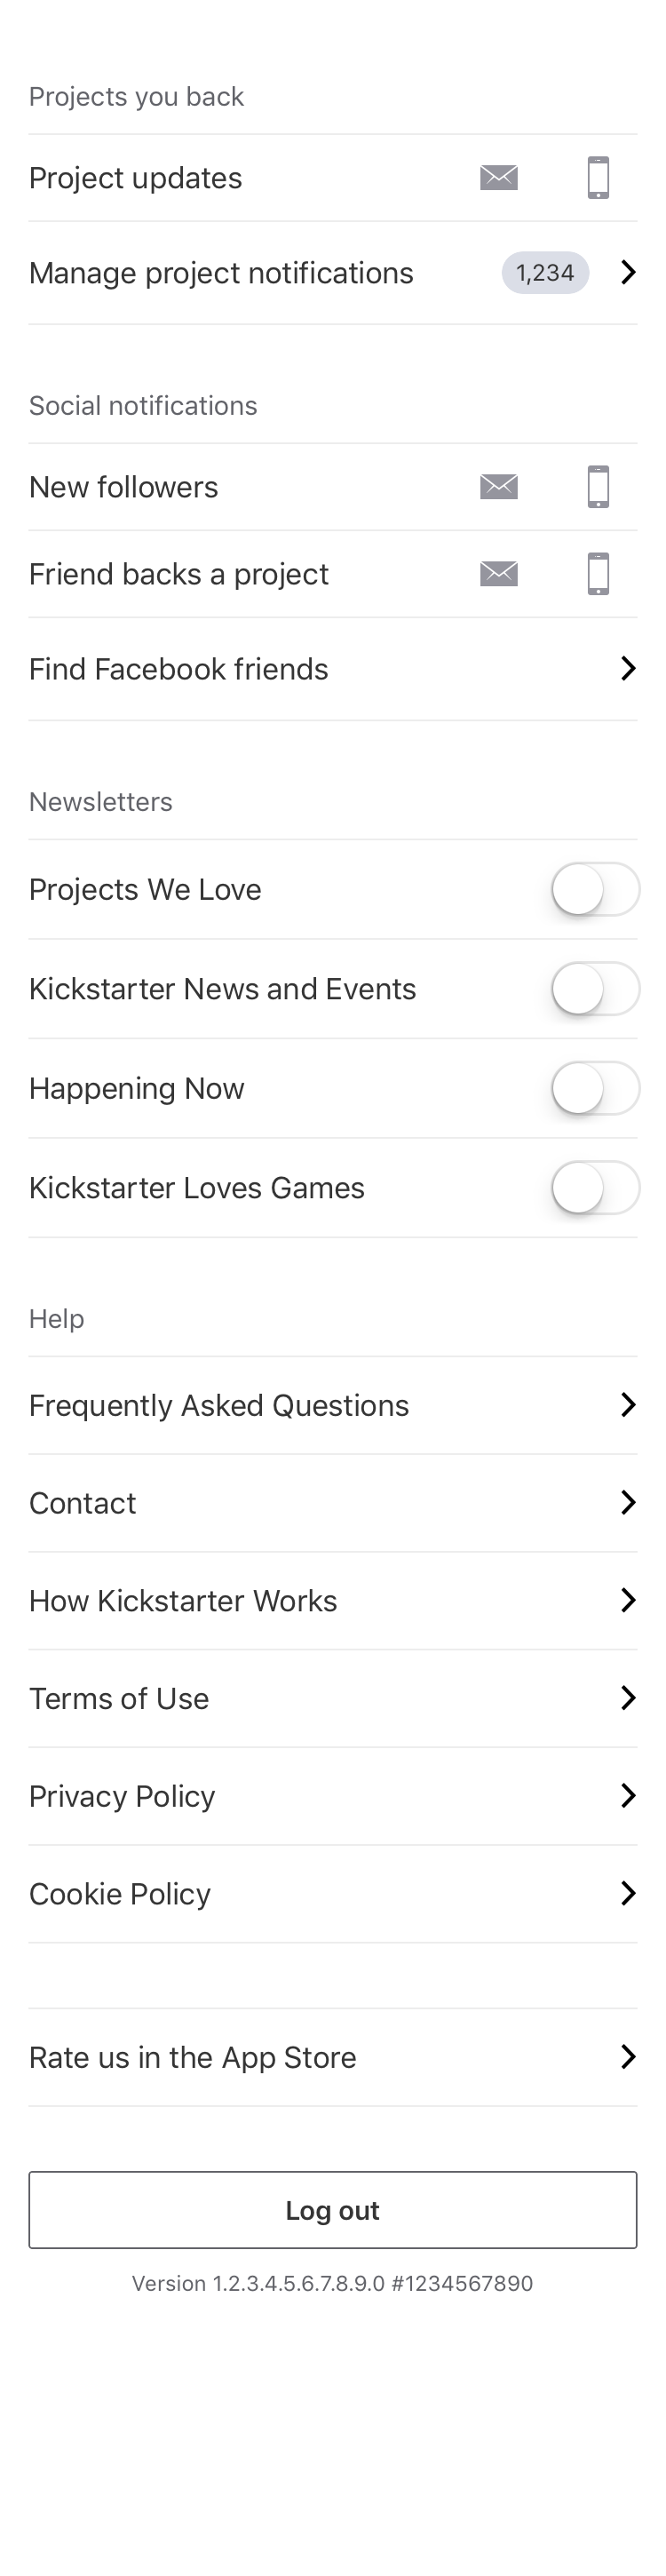 Projects you back
Project updates
Manage project notifications 1,234
Social notifications
New followers
Friend backs a project
Find Facebook friends
Newsletters
Projects We Love
Kickstarter News and Events
Happening Now
Kickstarter Loves Games
Help
Frequently Asked Questions
Contact
How Kickstarter Works
Terms of Use
Privacy Policy
Cookie Policy
Rate us in the App Store
Log out
Version 1.2.3.4.5.6.7.8.9.0 #1234567890